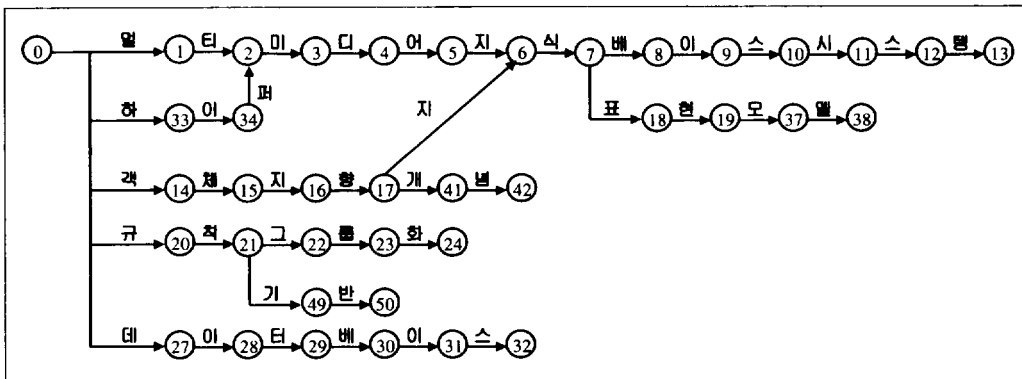 0 멀 1 티 2 미 3 디 4 어 5 지 6 식 7 베 8 이 9 스 10 시 11 스 12 템 13
하 33 이 34 퍼
지
표 18 현 19 모 37 델 38
객 14 체 15 지 16 향 17 개 41 념 42
규 20 칙 21 그 22 룹 23 화 24
기 49 반 50
데 27 이 28 터 29 베 30 이 31 스 32